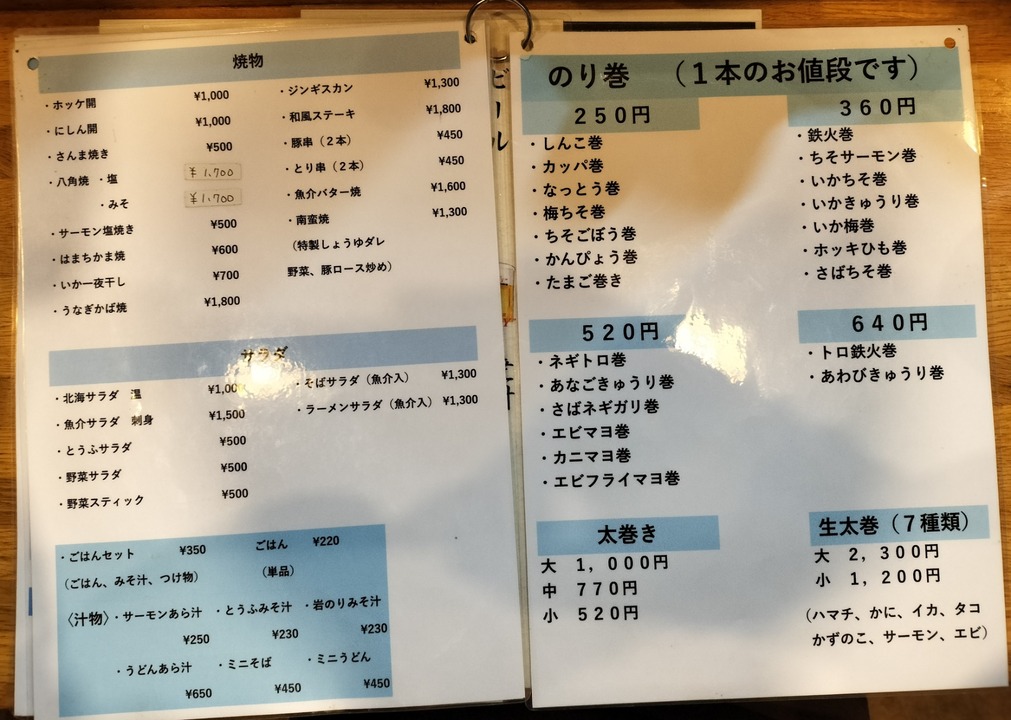 焼物
・ホッケ開 ¥1,000
・にしん開 ¥1,000
・さんま焼き ¥500
・八角焼 ・塩 ¥1,700
・みそ ¥1,700
・サーモン塩焼き ¥500
・はまちかま焼 ¥600
・いか一夜干し ¥700
・うなぎかば焼 ¥1,800
・ジンギスカン ¥1,300
・和風ステーキ ¥1,800
・豚串（２本） ¥450
・とり串（２本） ¥450
・魚介バター焼 ¥1,600
・南蛮焼 ¥1,300
（特製しょうゆダレ
野菜、豚ロース炒め）
サラダ
・北海サラダ 温 ¥1,000
・魚介サラダ 刺身 ¥1,500
・とうふサラダ ¥500
・野菜サラダ ¥500
・野菜スティック ¥500
・そばサラダ（魚介入） ¥1,300
・ラーメンサラダ（魚介入） ¥1,300
・ごはんセット ¥350 ごはん ¥220
（ごはん、みそ汁、つけ物） （単品）
〈汁物〉・サーモンあら汁 ・とうふみそ汁 ・岩のりみそ汁
¥250 ¥230 ¥230
・うどんあら汁 ・ミニそば ・ミニうどん
¥650 ¥450 ¥450
のり巻 （１本のお値段です）
２５０円
・しんこ巻
・カッパ巻
・なっとう巻
・梅ちそ巻
・ちそごぼう巻
・かんぴょう巻
・たまご巻き
３６０円
・鉄火巻
・ちそサーモン巻
・いかちそ巻
・いかきゅうり巻
・いか梅巻
・ホッキひも巻
・さばちそ巻
５２０円
・ネギトロ巻
・あなごきゅうり巻
・さばネギガリ巻
・エビマヨ巻
・カニマヨ巻
・エビフライマヨ巻
６４０円
・トロ鉄火巻
・あわびきゅうり巻
太巻き
大 １，０００円
中 ７７０円
小 ５２０円
生太巻（７種類）
大 ２，３００円
小 １，２００円
（ハマチ、かに、イカ、タコ
かずのこ、サーモン、エビ）